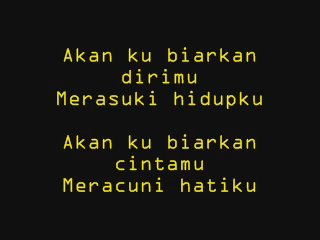 Akan ku biarkan
dirimu
Merasuki hidupku
Akan ku biarkan
cintamu
Meracuni hatiku